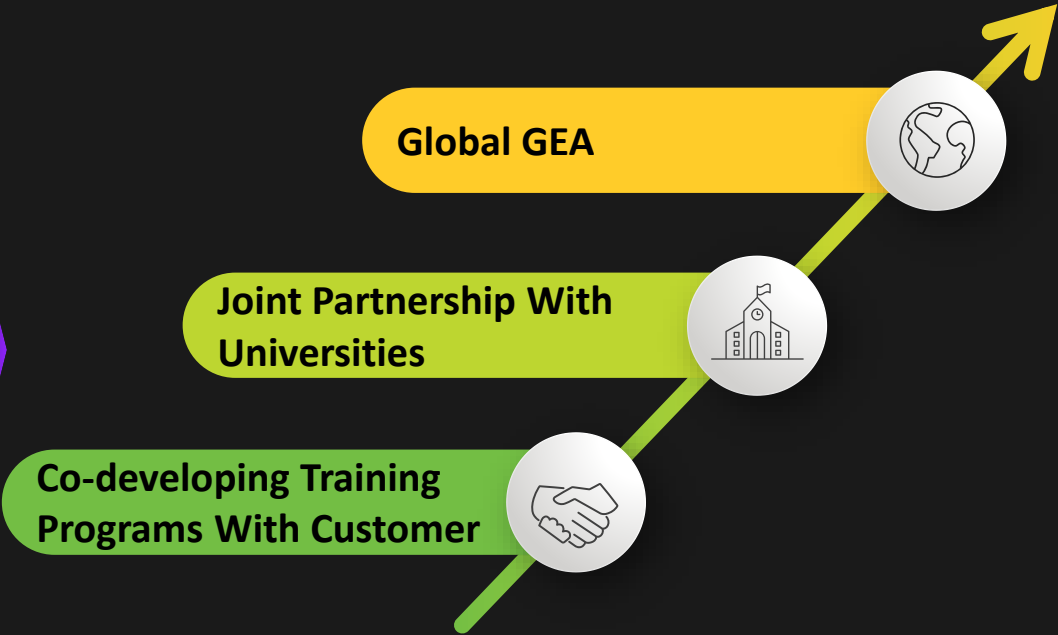 Global GEA
Joint Partnership With
Universities
Co-developing Training
Programs With Customer